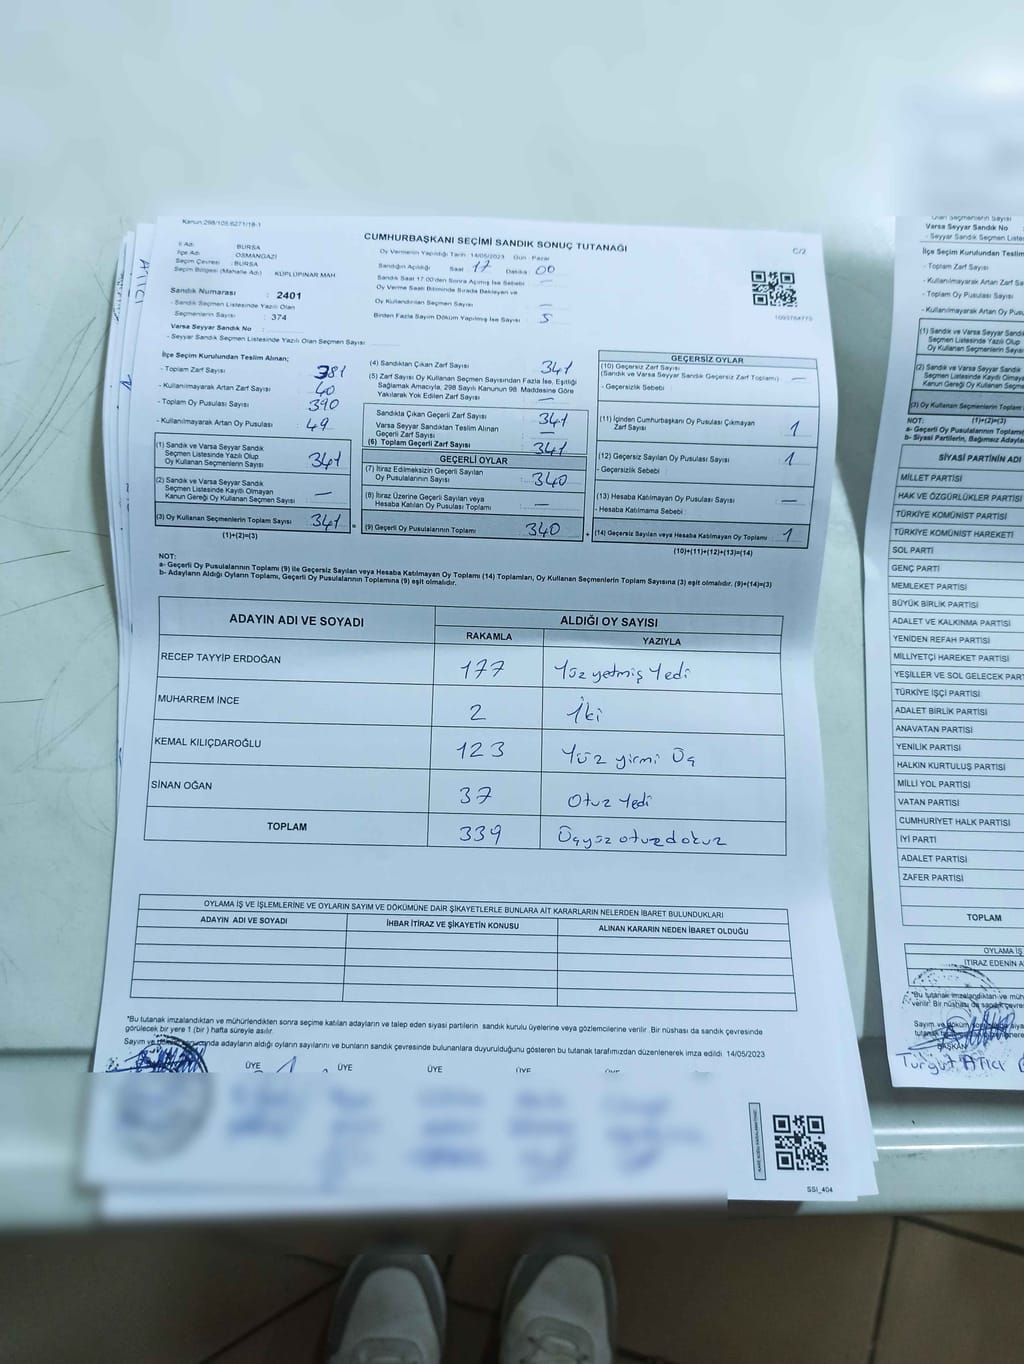 Kanun:298/105/6271/18-1
CUMHURBAŞKANI SEÇİMİ SANDIK SONUÇ TUTANAĞI
C/2
İl Adı : BURSA
İlçe Adı : OSMANGAZİ
Seçim Çevresi : BURSA
Seçim Bölgesi (Mahalle Adı) : KÜPLÜPINAR MAH
Oy Vermenin Yapıldığı Tarih: 14/05/2023 Gün: Pazar
Sandığın Açıldığı Saat 17 Dakika : 00
Sandık Saat 17.00'den Sonra Açılmış İse Sebebi : —
Oy Verme Saati Bitiminde Sırada Bekleyen ve
Oy Kullandırılan Seçmen Sayısı : —
Birden Fazla Sayım Döküm Yapılmış İse Sayısı : 5
Sandık Numarası : 2401
- Sandık Seçmen Listesinde Yazılı Olan
Seçmenlerin Sayısı : 374
Varsa Seyyar Sandık No :
- Seyyar Sandık Seçmen Listesinde Yazılı Olan Seçmen Sayısı
İlçe Seçim Kurulundan Teslim Alınan;
- Toplam Zarf Sayısı : 381
- Kullanılmayarak Artan Zarf Sayısı : 40
- Toplam Oy Pusulası Sayısı : 390
- Kullanılmayarak Artan Oy Pusulası : 49
(1) Sandık ve Varsa Seyyar Sandık
Seçmen Listesinde Yazılı Olup
Oy Kullanan Seçmenlerin Sayısı : 341
(2) Sandık ve Varsa Seyyar Sandık
Seçmen Listesinde Kayıtlı Olmayan
Kanun Gereği Oy Kullanan Seçmen Sayısı : —
(3) Oy Kullanan Seçmenlerin Toplam Sayısı 341
(1)+(2)=(3)
(4) Sandıktan Çıkan Zarf Sayısı : 341
(5) Zarf Sayısı Oy Kullanan Seçmen Sayısından Fazla İse, Eşitliği
Sağlamak Amacıyla, 298 Sayılı Kanunun 98. Maddesine Göre
Yakılarak Yok Edilen Zarf Sayısı : —
Sandıkla Çıkan Geçerli Zarf Sayısı : 341
Varsa Seyyar Sandıktan Teslim Alınan
Geçerli Zarf Sayısı : —
(6) Toplam Geçerli Zarf Sayısı : 341
GEÇERLİ OYLAR
(7) İtiraz Edilmeksizin Geçerli Sayılan
Oy Pusulalarının Sayısı : 340
(8) İtiraz Üzerine Geçerli Sayılan veya
Hesaba Katılan Oy Pusulası Toplamı : —
(9) Geçerli Oy Pusulalarının Toplamı 340
GEÇERSİZ OYLAR
(10) Geçersiz Zarf Sayısı
(Sandık ve Varsa Seyyar Sandık Geçersiz Zarf Toplamı) —
- Geçersizlik Sebebi
(11) İçinden Cumhurbaşkanı Oy Pusulası Çıkmayan
Zarf Sayısı : 1
(12) Geçersiz Sayılan Oy Pusulası Sayısı : 1
- Geçersizlik Sebebi
(13) Hesaba Katılmayan Oy Pusulası Sayısı : —
- Hesaba Katılmama Sebebi :
(14) Geçersiz Sayılan veya Hesaba Katılmayan Oy Toplamı : 1
(10)+(11)+(12)+(13)=(14)
NOT:
a- Geçerli Oy Pusulalarının Toplamı (9) ile Geçersiz Sayılan veya Hesaba Katılmayan Oy Toplamı (14) Toplamları, Oy Kullanan Seçmenlerin Toplam Sayısına (3) eşit olmalıdır. (9)+(14)=(3)
b- Adayların Aldığı Oyların Toplamı, Geçerli Oy Pusulalarının Toplamına (9) eşit olmalıdır.
ADAYIN ADI VE SOYADI ALDIĞI OY SAYISI
RAKAMLA YAZIYLA
RECEP TAYYİP ERDOĞAN 177 Yüz yetmiş Yedi
MUHARREM İNCE 2 İki
KEMAL KILIÇDAROĞLU 123 Yüz yirmi Üç
SİNAN OĞAN 37 Otuz Yedi
TOPLAM 339 Üçyüz otuzdokuz
OYLAMA İŞ VE İŞLEMLERİNE VE OYLARIN SAYIM VE DÖKÜMÜNE DAİR ŞİKAYETLERLE BUNLARA AİT KARARLARIN NELERDEN İBARET BULUNDUKLARI
ADAYIN ADI VE SOYADI İHBAR İTİRAZ VE ŞİKAYETİN KONUSU ALINAN KARARIN NEDEN İBARET OLDUĞU
*Bu tutanak imzalandıktan ve mühürlendikten sonra seçime katılan adayların ve talep eden siyasi partilerin sandık kurulu üyelerine veya gözlemcilerine verilir. Bir nüshası da sandık çevresinde
görülecek bir yere 1 (bir) hafta süreyle asılır.
Sayım ve döküm sonucunda adayların aldığı oyların sayılarını ve bunların sandık çevresinde bulunanlara duyurulduğunu gösteren bu tutanak tarafımızdan düzenlenerek imza edildi. 14/05/2023
ÜYE ÜYE ÜYE ÜYE ÜYE
SSI_404
ATICI
Varsa Seyyar Sandık No
- Seyyar Sandık Seçmen Liste
İlçe Seçim Kurulundan Teslim
- Toplam Zarf Sayısı
- Kullanılmayarak Artan Zarf Sa
- Toplam Oy Pusulası Sayısı
- Kullanılmayarak Artan Oy Pusu
(1) Sandık ve Varsa Seyyar Sandı
Seçmen Listesinde Yazılı Olup
Oy Kullanan Seçmenlerin Sayıs
(2) Sandık ve Varsa Seyyar Sandık
Seçmen Listesinde Kayıtlı Olmay
Kanun Gereği Oy Kullanan Seçme
(3) Oy Kullanan Seçmenlerin Toplam
(1)+(2)=(3)
NOT:
a- Geçerli Oy Pusulalarının Toplamı
b- Siyasi Partilerin, Bağımsız Adayla
SİYASİ PARTİNİN ADI
MİLLET PARTİSİ
HAK VE ÖZGÜRLÜKLER PARTİSİ
TÜRKİYE KOMÜNİST PARTİSİ
TÜRKİYE KOMÜNİST HAREKETİ
SOL PARTİ
GENÇ PARTİ
MEMLEKET PARTİSİ
BÜYÜK BİRLİK PARTİSİ
ADALET VE KALKINMA PARTİSİ
YENİDEN REFAH PARTİSİ
MİLLİYETÇİ HAREKET PARTİSİ
YEŞİLLER VE SOL GELECEK PAR
TÜRKİYE İŞÇİ PARTİSİ
ADALET BİRLİK PARTİSİ
ANAVATAN PARTİSİ
YENİLİK PARTİSİ
HALKIN KURTULUŞ PARTİSİ
MİLLİ YOL PARTİSİ
VATAN PARTİSİ
CUMHURİYET HALK PARTİSİ
İYİ PARTİ
ADALET PARTİSİ
ZAFER PARTİSİ
TOPLAM
OYLAMA İŞ
İTİRAZ EDENİN A
*Bu tutanak imzalandıktan ve müh
verilir. Bir nüshası da sandık çevres
Sayım ve döküm
BAŞKAN
Turgut ATICI